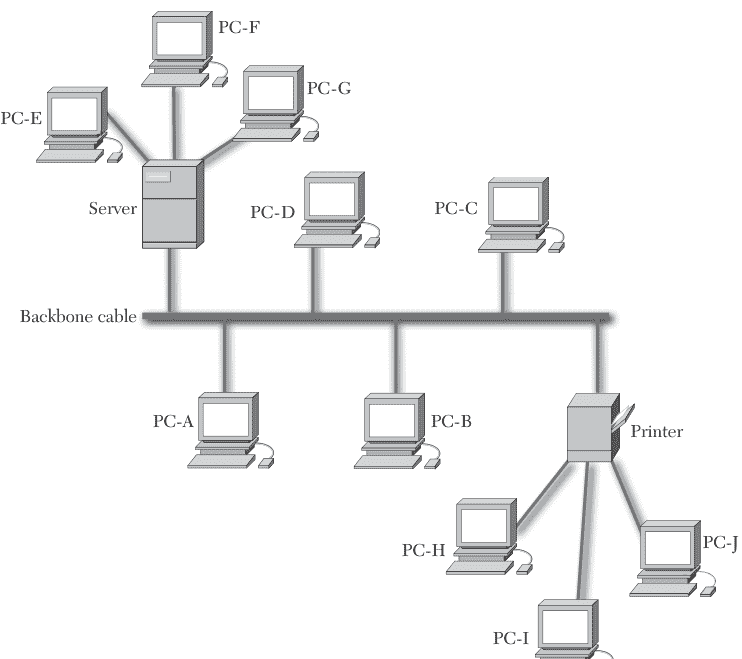 PC-F
PC-G
PC-E
Server
PC-D
PC-C
Backbone cable
PC-A
PC-B
Printer
PC-H
PC-J
PC-I